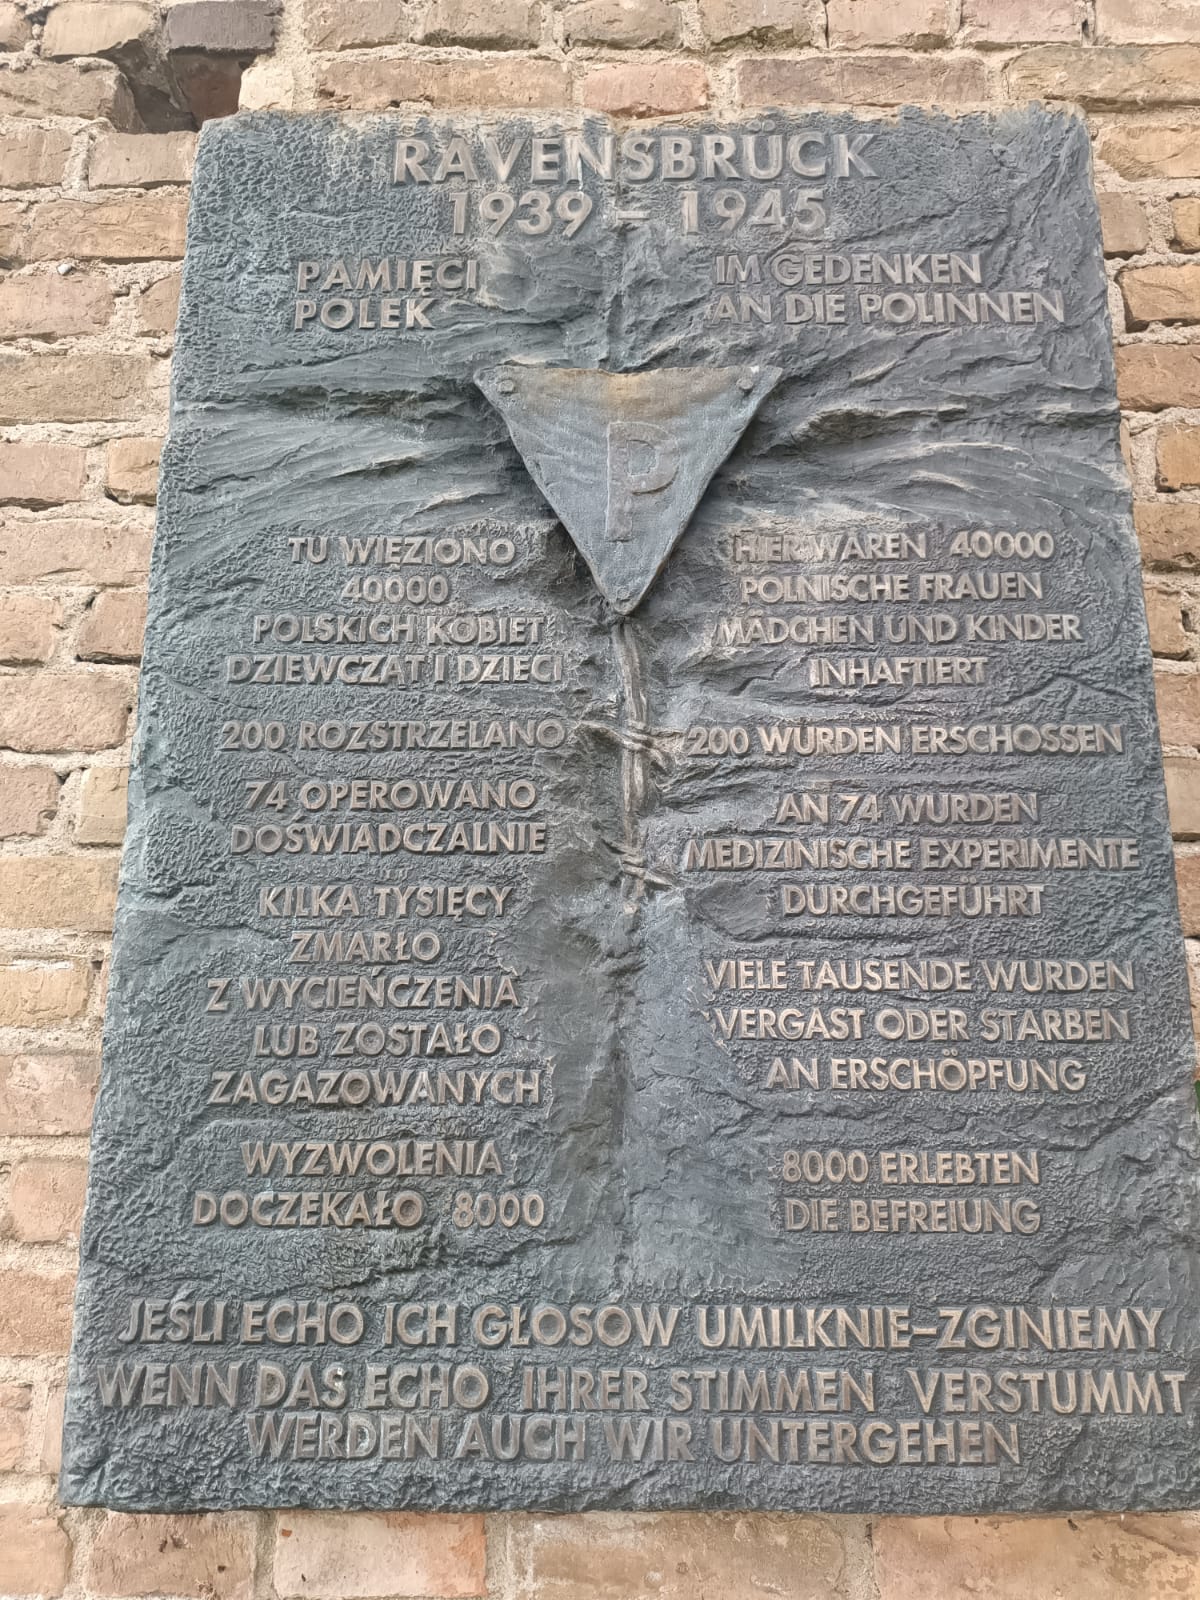 RAVENSBRÜCK
1939 – 1945
PAMIĘCI
POLEK
IM GEDENKEN
AN DIE POLINNEN
P
TU WIĘZIONO
40000
POLSKICH KOBIET
DZIEWCZĄT I DZIECI
200 ROZSTRZELANO
74 OPEROWANO
DOŚWIADCZALNIE
KILKA TYSIĘCY
ZMARŁO
Z WYCIEŃCZENIA
LUB ZOSTAŁO
ZAGAZOWANYCH
WYZWOLENIA
DOCZEKAŁO 8000
HIER WAREN 40000
POLNISCHE FRAUEN
MÄDCHEN UND KINDER
INHAFTIERT
200 WURDEN ERSCHOSSEN
AN 74 WURDEN
MEDIZINISCHE EXPERIMENTE
DURCHGEFÜHRT
VIELE TAUSENDE WURDEN
VERGAST ODER STARBEN
AN ERSCHÖPFUNG
8000 ERLEBTEN
DIE BEFREIUNG
JEŚLI ECHO ICH GŁOSÓW UMILKNIE–ZGINIEMY
WENN DAS ECHO IHRER STIMMEN VERSTUMMT
WERDEN AUCH WIR UNTERGEHEN